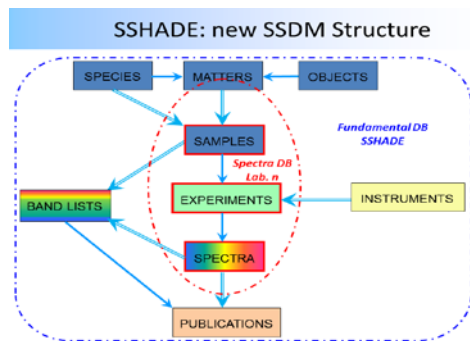 SSHADE: new SSDM Structure
SPECIES
MATTERS
OBJECTS
SAMPLES
Fundamental DB
SSHADE
Spectra DB
Lab. n
BAND LISTS
EXPERIMENTS
INSTRUMENTS
SPECTRA
PUBLICATIONS